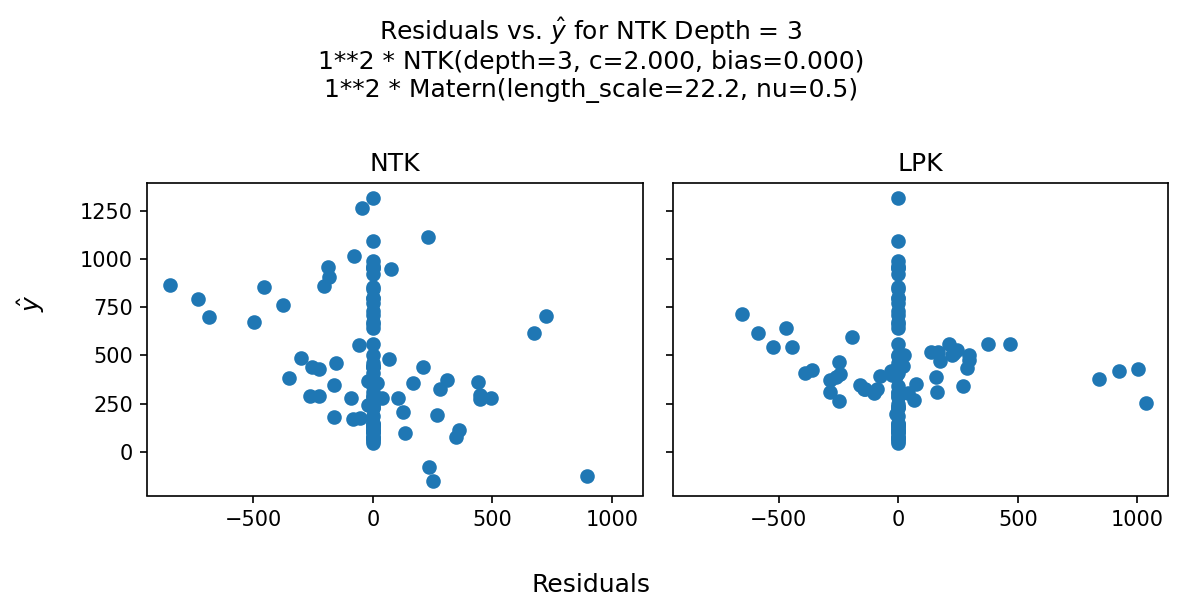 Residuals vs. ŷ for NTK Depth = 3
1**2 * NTK(depth=3, c=2.000, bias=0.000)
1**2 * Matern(length_scale=22.2, nu=0.5)
NTK
LPK
1250
1000
750
500
250
0
ŷ
−500
0
500
1000
−500
0
500
1000
Residuals